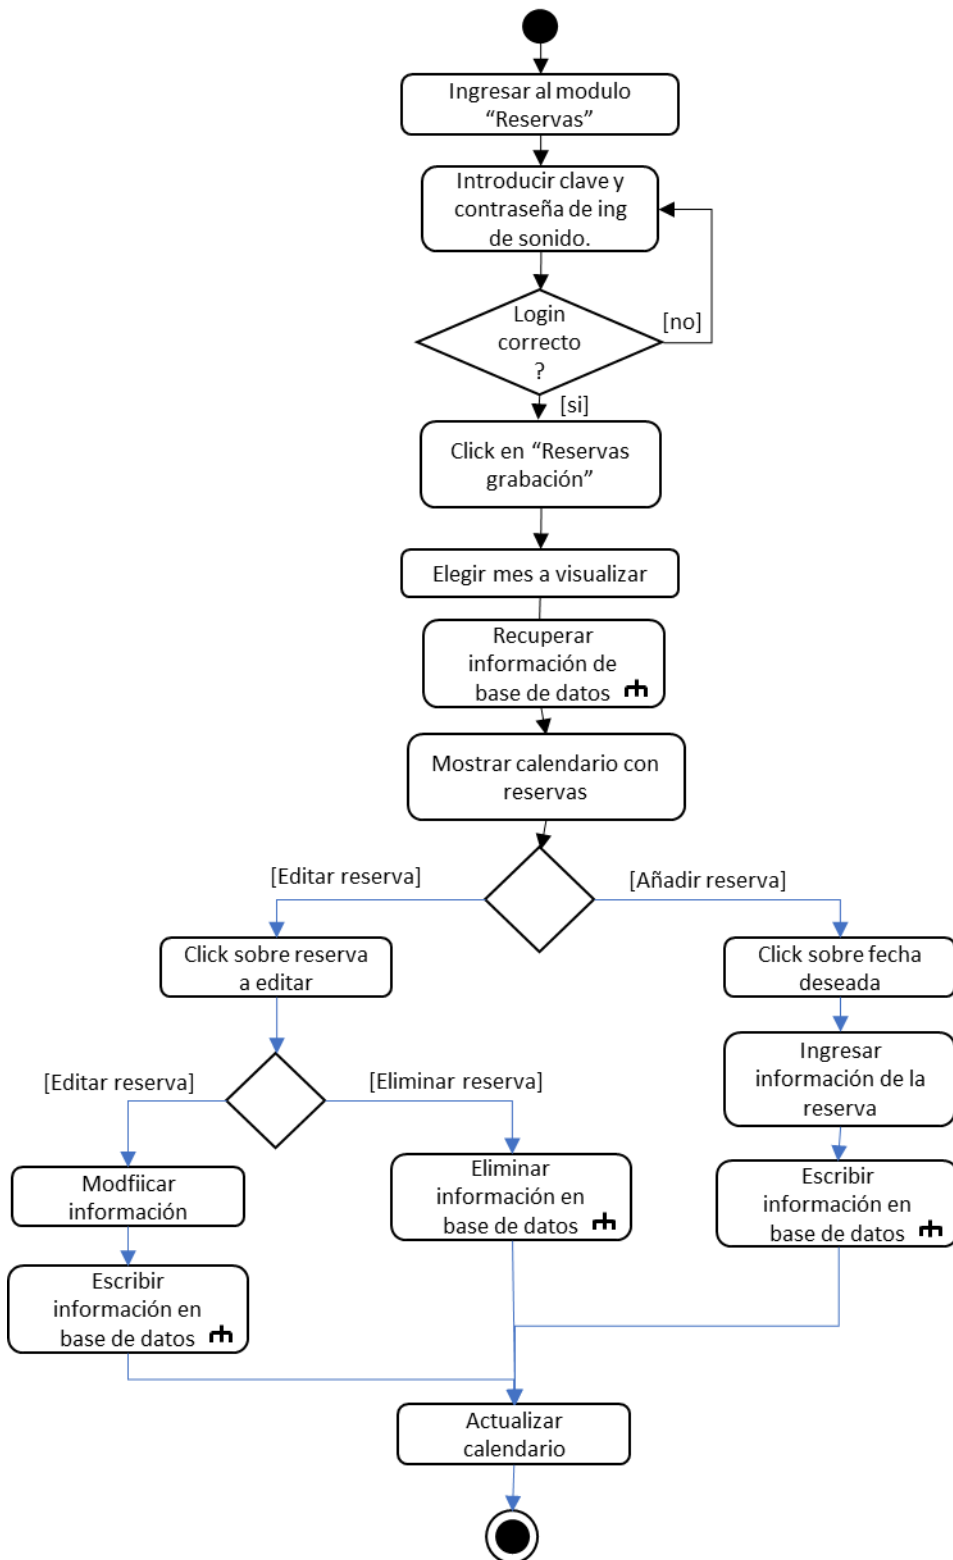 Ingresar al modulo
“Reservas”
Introducir clave y
contraseña de ing
de sonido.
Login
correcto
?
[no]
[si]
Click en “Reservas
grabación”
Elegir mes a visualizar
Recuperar
información de
base de datos
Mostrar calendario con
reservas
[Editar reserva]
[Añadir reserva]
Click sobre reserva
a editar
Click sobre fecha
deseada
Ingresar
información de la
reserva
[Editar reserva]
[Eliminar reserva]
Modfiicar
información
Eliminar
información en
base de datos
Escribir
información en
base de datos
Escribir
información en
base de datos
Actualizar
calendario